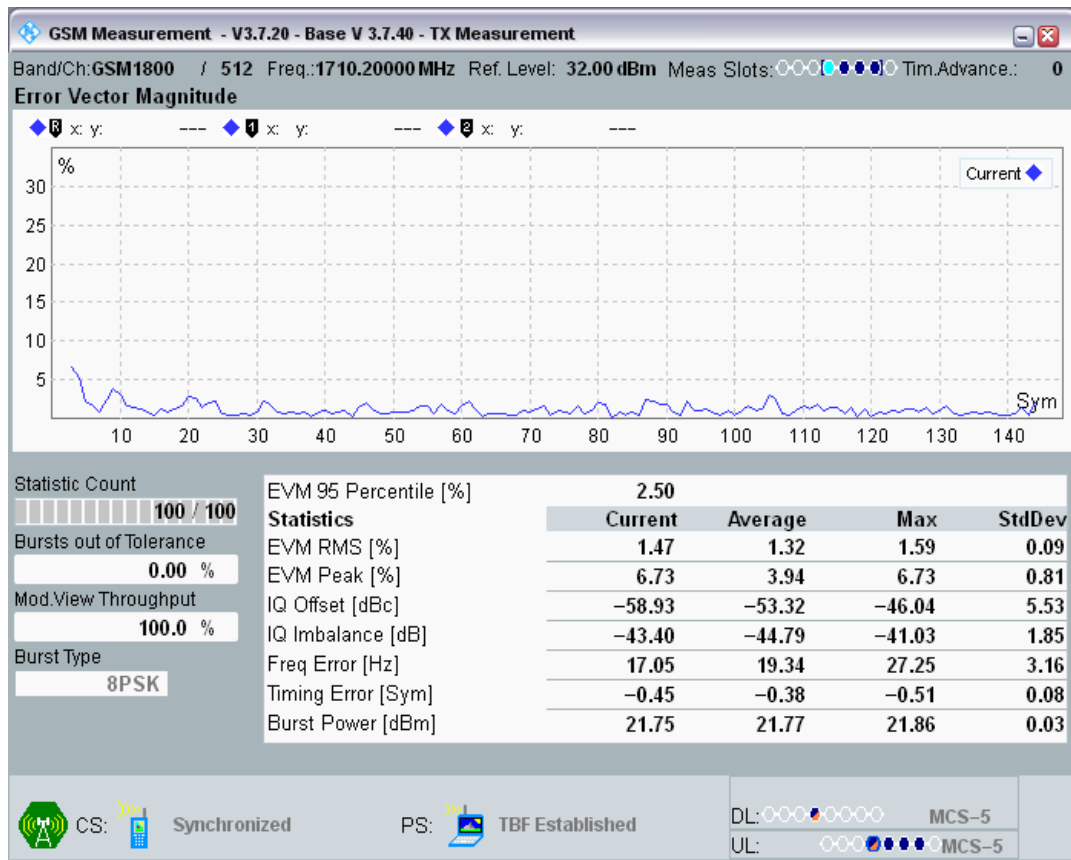 GSM Measurement - V3.7.20 - Base V 3.7.40 - TX Measurement
Band/Ch:GSM1800 / 512 Freq.:1710.20000 MHz Ref. Level: 32.00 dBm Meas Slots: Tim.Advance.: 0
Error Vector Magnitude
R x: y: --- 1 x: y: --- 2 x: y: ---
%
Current
30
25
20
15
10
5
Sym
10 20 30 40 50 60 70 80 90 100 110 120 130 140
Statistic Count
100 / 100
Bursts out of Tolerance
0.00 %
Mod.View Throughput
100.0 %
Burst Type
8PSK
EVM 95 Percentile [%] 2.50
Statistics Current Average Max StdDev
EVM RMS [%] 1.47 1.32 1.59 0.09
EVM Peak [%] 6.73 3.94 6.73 0.81
IQ Offset [dBc] −58.93 −53.32 −46.04 5.53
IQ Imbalance [dB] −43.40 −44.79 −41.03 1.85
Freq Error [Hz] 17.05 19.34 27.25 3.16
Timing Error [Sym] −0.45 −0.38 −0.51 0.08
Burst Power [dBm] 21.75 21.77 21.86 0.03
CS: Synchronized PS: TBF Established
DL: MCS−5
UL: MCS−5